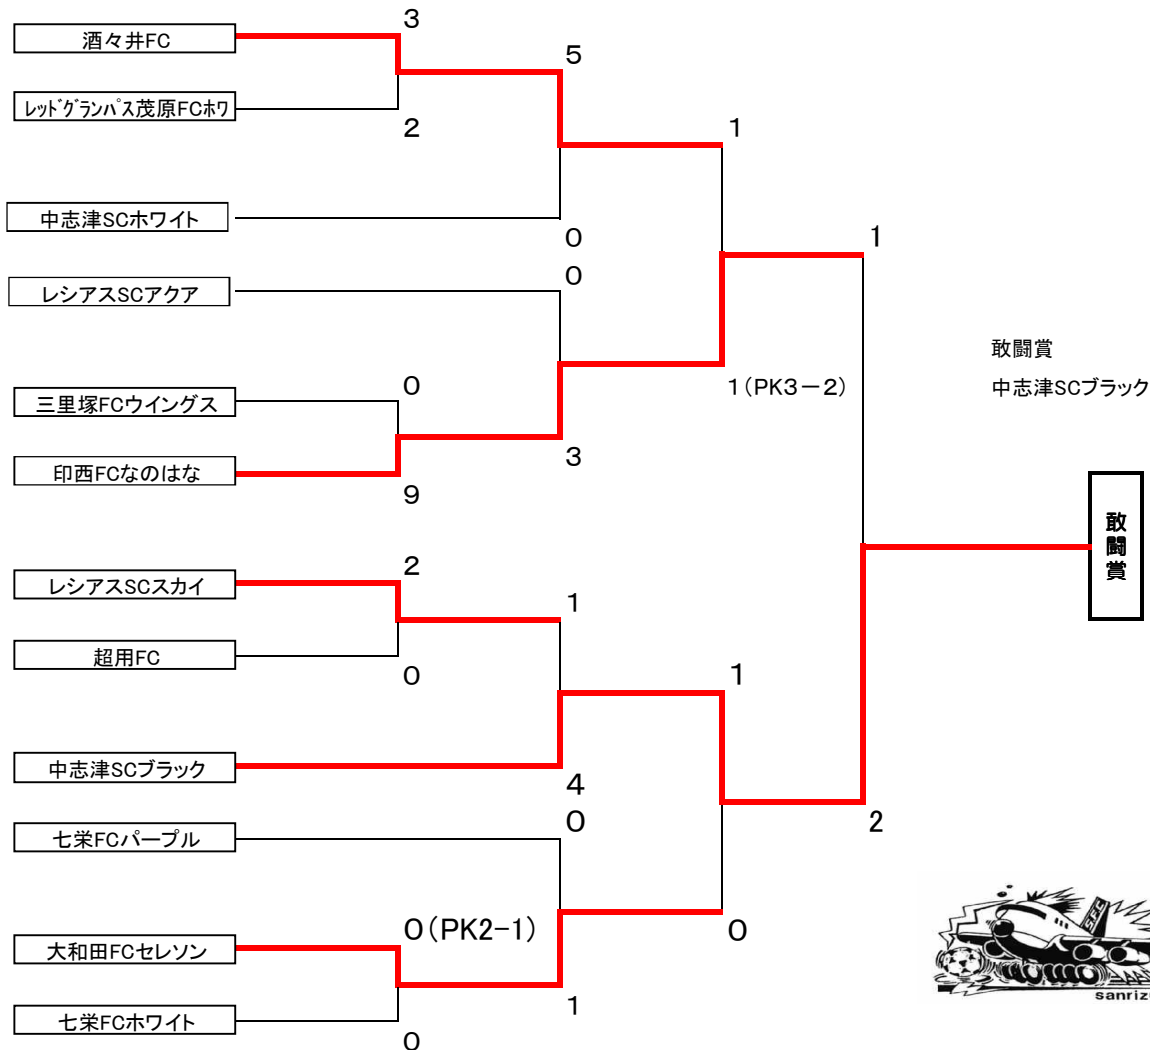 3
酒々井FC
5
レッドグランパス茂原FCホワ
2
1
中志津SCホワイト
0
1
0
レシアスSCアクア
敢闘賞
0
1(PK3-2)
中志津SCブラック
三里塚FCウイングス
3
印西FCなのはな
9
敢闘賞
2
レシアスSCスカイ
1
超用FC
0
1
中志津SCブラック
4
0
2
七栄FCパープル
0(PK2-1)
0
大和田FCセレソン
1
七栄FCホワイト
0